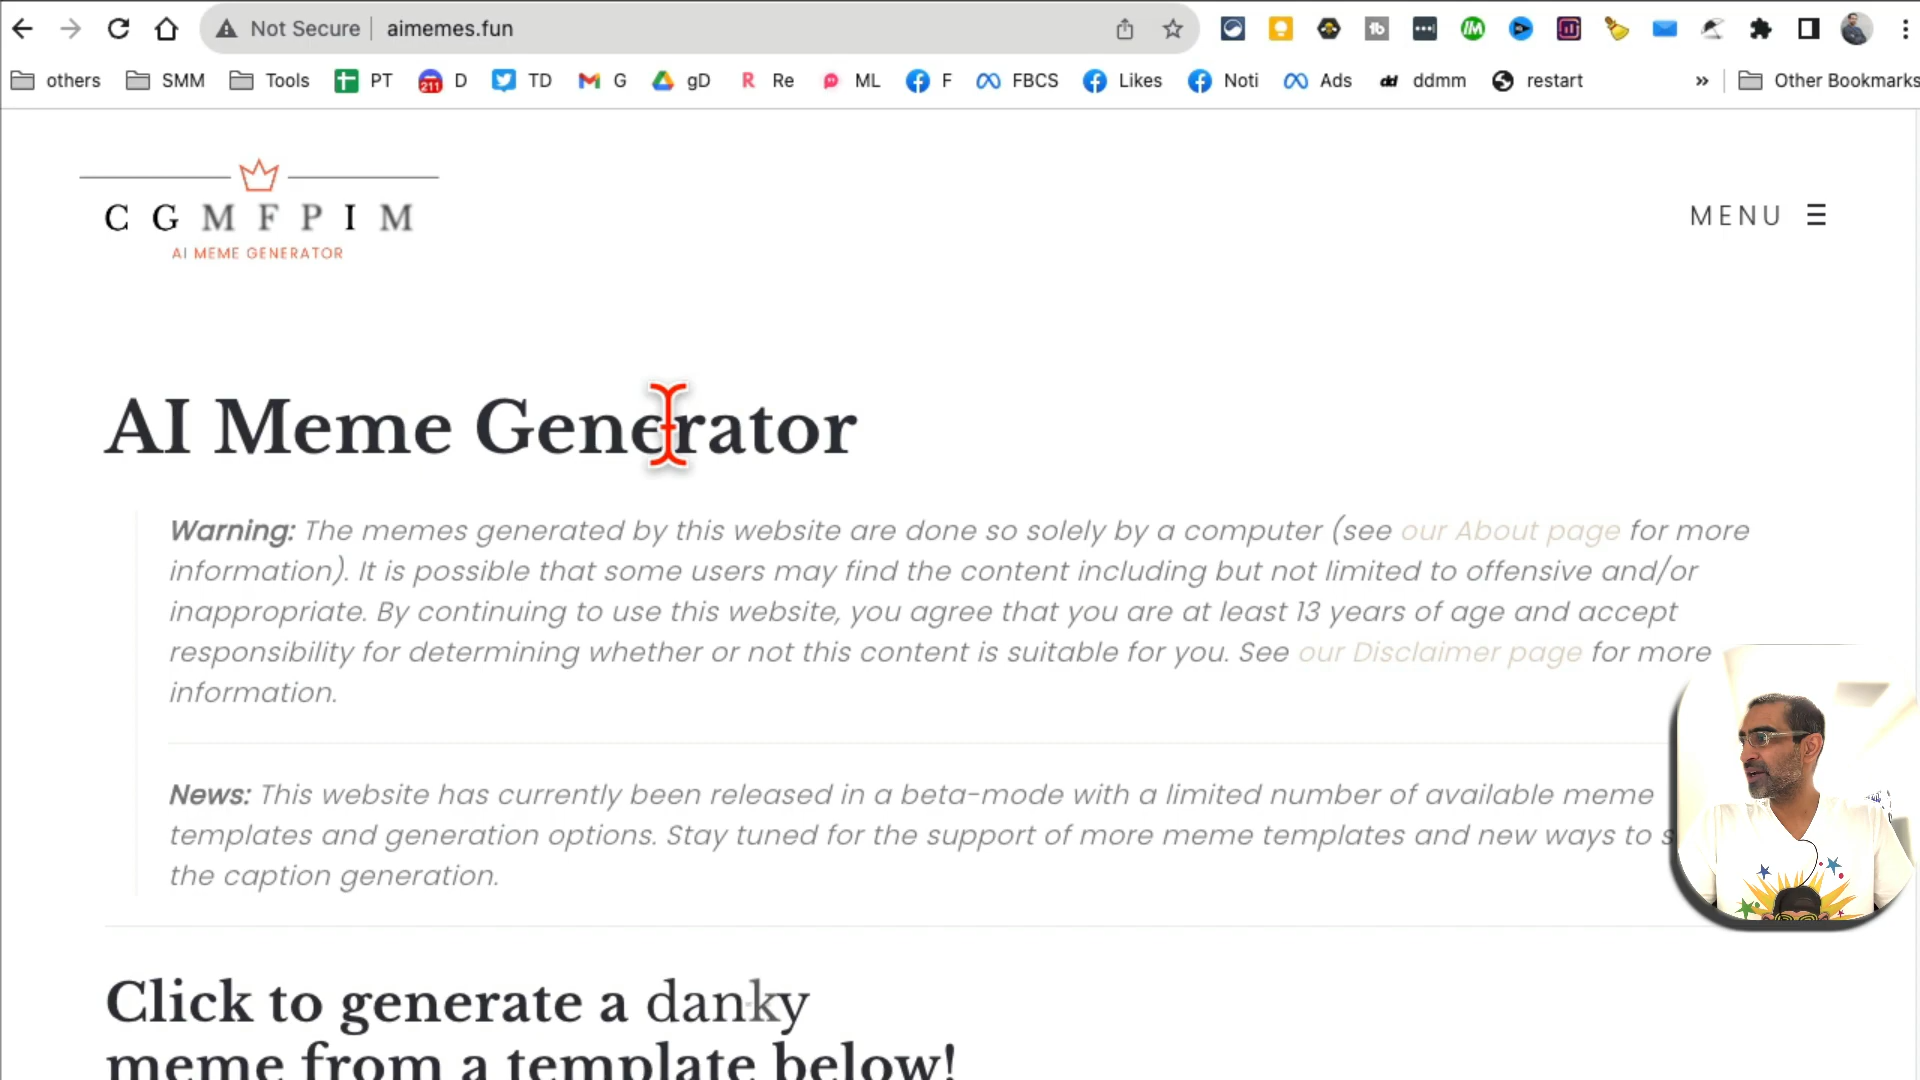 Not Secure aimemes.fun
others SMM Tools PT 211 D TD G gD R Re ML F FBCS Likes Noti Ads dd ddmm restart » Other Bookmarks
C G M F P I M
AI MEME GENERATOR
MENU
AI Meme Generator
Warning: The memes generated by this website are done so solely by a computer (see our About page for more
information). It is possible that some users may find the content including but not limited to offensive and/or
inappropriate. By continuing to use this website, you agree that you are at least 13 years of age and accept
responsibility for determining whether or not this content is suitable for you. See our Disclaimer page for more
information.
News: This website has currently been released in a beta-mode with a limited number of available meme
templates and generation options. Stay tuned for the support of more meme templates and new ways to s
the caption generation.
Click to generate a danky
meme from a template below!